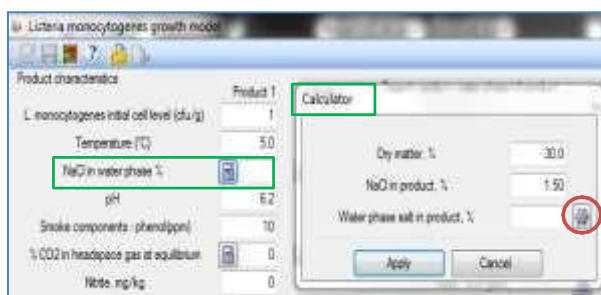 Listeria monocytogenes growth model
?
Product characteristics
Product 1
L. monocytogenes initial cell level (cfu/g) 1
Temperature (°C) 5.0
NaCl in water phase %
pH 6.2
Smoke components - phenol(ppm) 10
% CO2 in headspace gas at equilibrium 0
Nitrite, mg/kg 0
Calculator
Dry matter, % 30.0
NaCl in product, % 1.50
Water phase salt in product, %
Apply Cancel